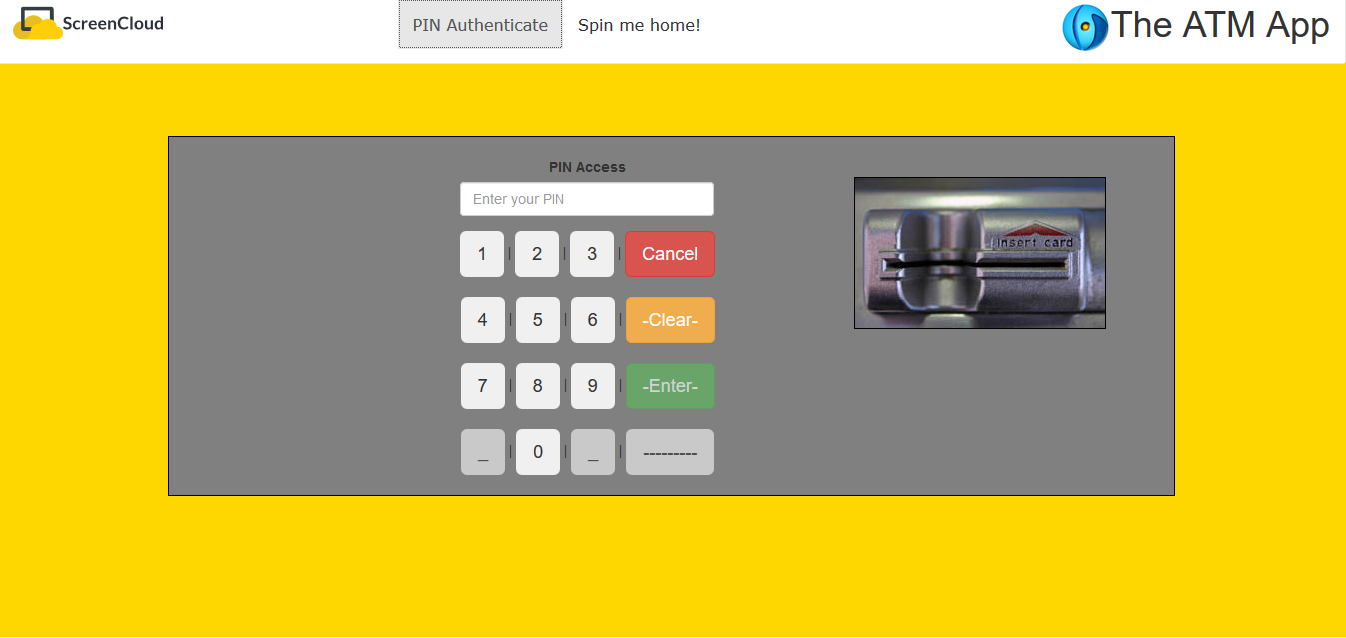 ScreenCloud
PIN Authenticate
Spin me home!
The ATM App
PIN Access
Enter your PIN
1 | 2 | 3 | Cancel
4 | 5 | 6 | -Clear-
7 | 8 | 9 | -Enter-
_ | 0 | _ | ---------
Insert card